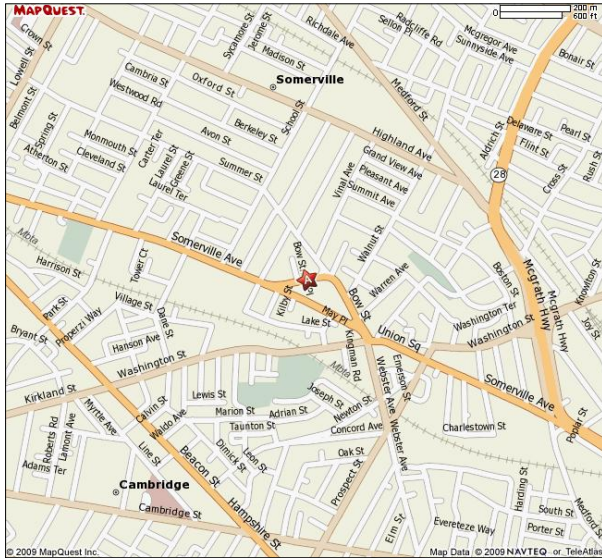 MAPQUEST
200 m
0
600 ft
Crown St
Lowell St
Belmont St
Sycamore St
Jerome St
Richdale Ave
Sellon Pl
Radcliffe Rd
Mcgregor Ave
Sunnyside Ave
Bonair St
Madison St
Medford St
Cambria St
Oxford St
Somerville
Westwood Rd
School St
Highland Ave
Delaware St
Pearl St
Flint St
Aldrich St
Cross St
Rush St
Spring St
Monmouth St
Carter Ter
Avon St
Berkeley St
Atherton St
Cleveland St
Laurel St
Greene St
Laurel Ter
Summer St
Vinal Ave
Grand View Ave
Pleasant Ave
Summit Ave
28
Mbta
Harrison St
Tower Ct
Somerville Ave
Bow St
A
Walnut St
Warren Ave
Boston St
Mcgrath Hwy
Mcgrath Hwy
Knowlton St
Joy St
Park St
Properzi Way
Village St
Dane St
Kilby St
May Pl
Bow St
Lake St
Kingman Rd
Union Sq
Washington Ter
Washington St
Bryant St
Hanson Ave
Washington St
Mbta
Webster Ave
Emerson St
Somerville Ave
Kirkland St
Myrtle Ave
Calvin St
Waldo Ave
Lewis St
Marion St
Adrian St
Joseph St
Newton St
Taunton St
Concord Ave
Webster Ave
Charlestown St
Poplar St
Roberts Rd
Lamont Ave
Adams Ter
Line St
Beacon St
Dimick St
Leon St
Oak St
Prospect St
Harding St
Medford St
Cambridge
Cambridge St
Hampshire St
Elm St
Evereteze Way
South St
Porter St
© 2009 MapQuest Inc.
Map Data © 2009 NAVTEQ or TeleAtlas